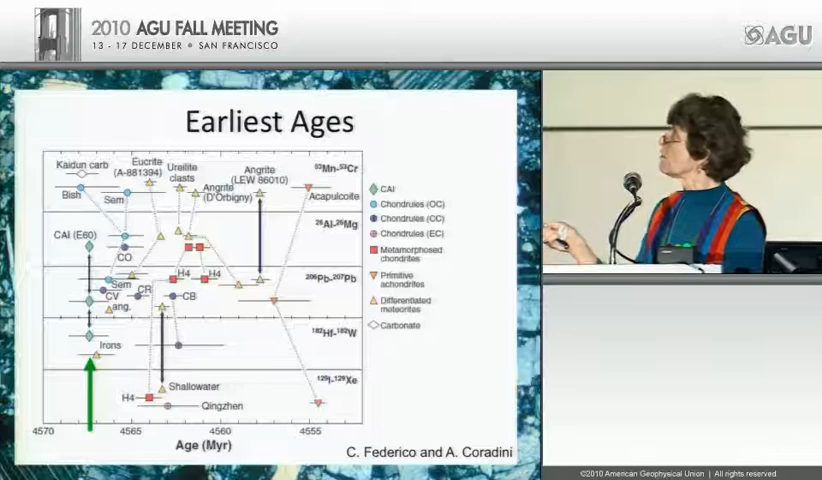 2010 AGU FALL MEETING
13 - 17 DECEMBER • SAN FRANCISCO
AGU
Earliest Ages
Kaidun carb
Eucrite
(A-881394)
Ureilite
clasts
Angrite
(LEW 86010)
⁵³Mn-⁵³Cr
Bish
Sem
Angrite
(D'Orbigny)
Acapulcoite
CAI (E60)
²⁶Al-²⁶Mg
CO
H4
H4
²⁰⁶Pb-²⁰⁷Pb
Sem
CV
CR
CB
ang.
¹⁸²Hf-¹⁸²W
Irons
¹²⁹I-¹²⁹Xe
Shallowater
H4
Qingzhen
4570
4565
4560
4555
Age (Myr)
CAI
Chondrules (OC)
Chondrules (CC)
Chondrules (EC)
Metamorphosed
chondrites
Primitive
achondrites
Differentiated
meteorites
Carbonate
C. Federico and A. Coradini
©2010 American Geophysical Union | All rights reserved